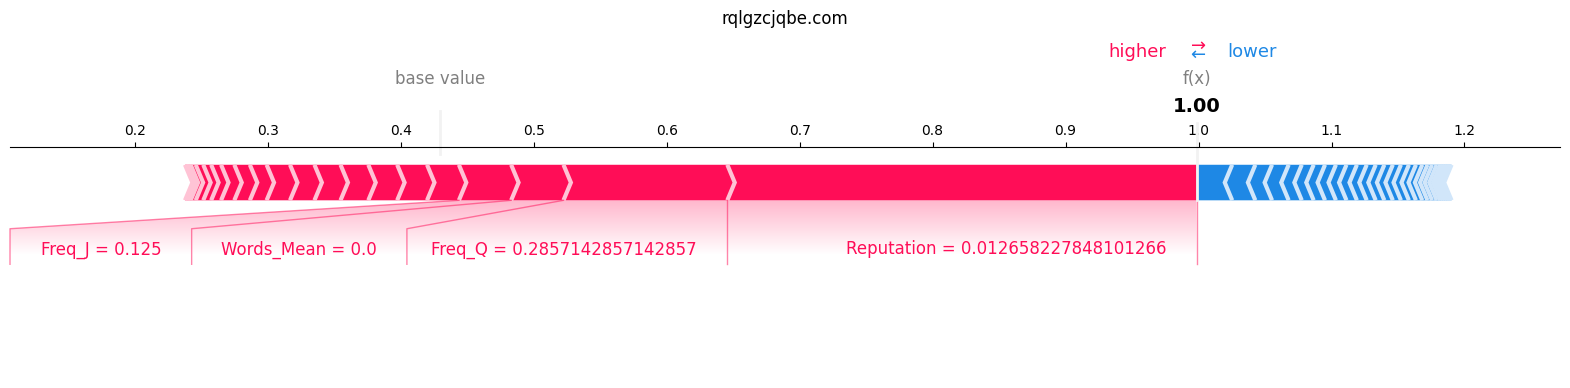 rqlgzcjqbe.com
higher → ← lower
base value f(x)
1.00
0.2 0.3 0.4 0.5 0.6 0.7 0.8 0.9 1.0 1.1 1.2
Freq_J = 0.125 Words_Mean = 0.0 Freq_Q = 0.2857142857142857 Reputation = 0.012658227848101266